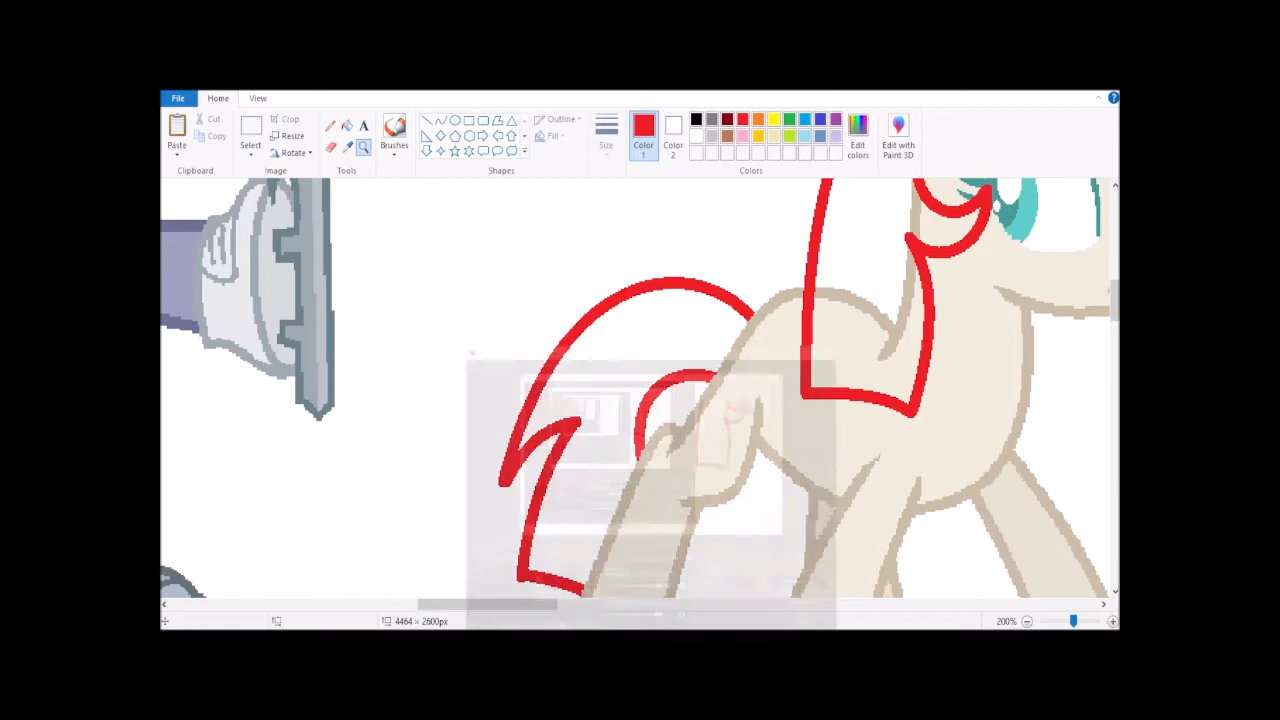 File Home View
Cut
Copy
Paste
Clipboard
Crop
Resize
Rotate
Select
Image
A
Tools
Brushes
Outline
Fill
Shapes
Size
Color 1
Color 2
Edit colors
Edit with Paint 3D
Colors
4464 × 2600px
200%